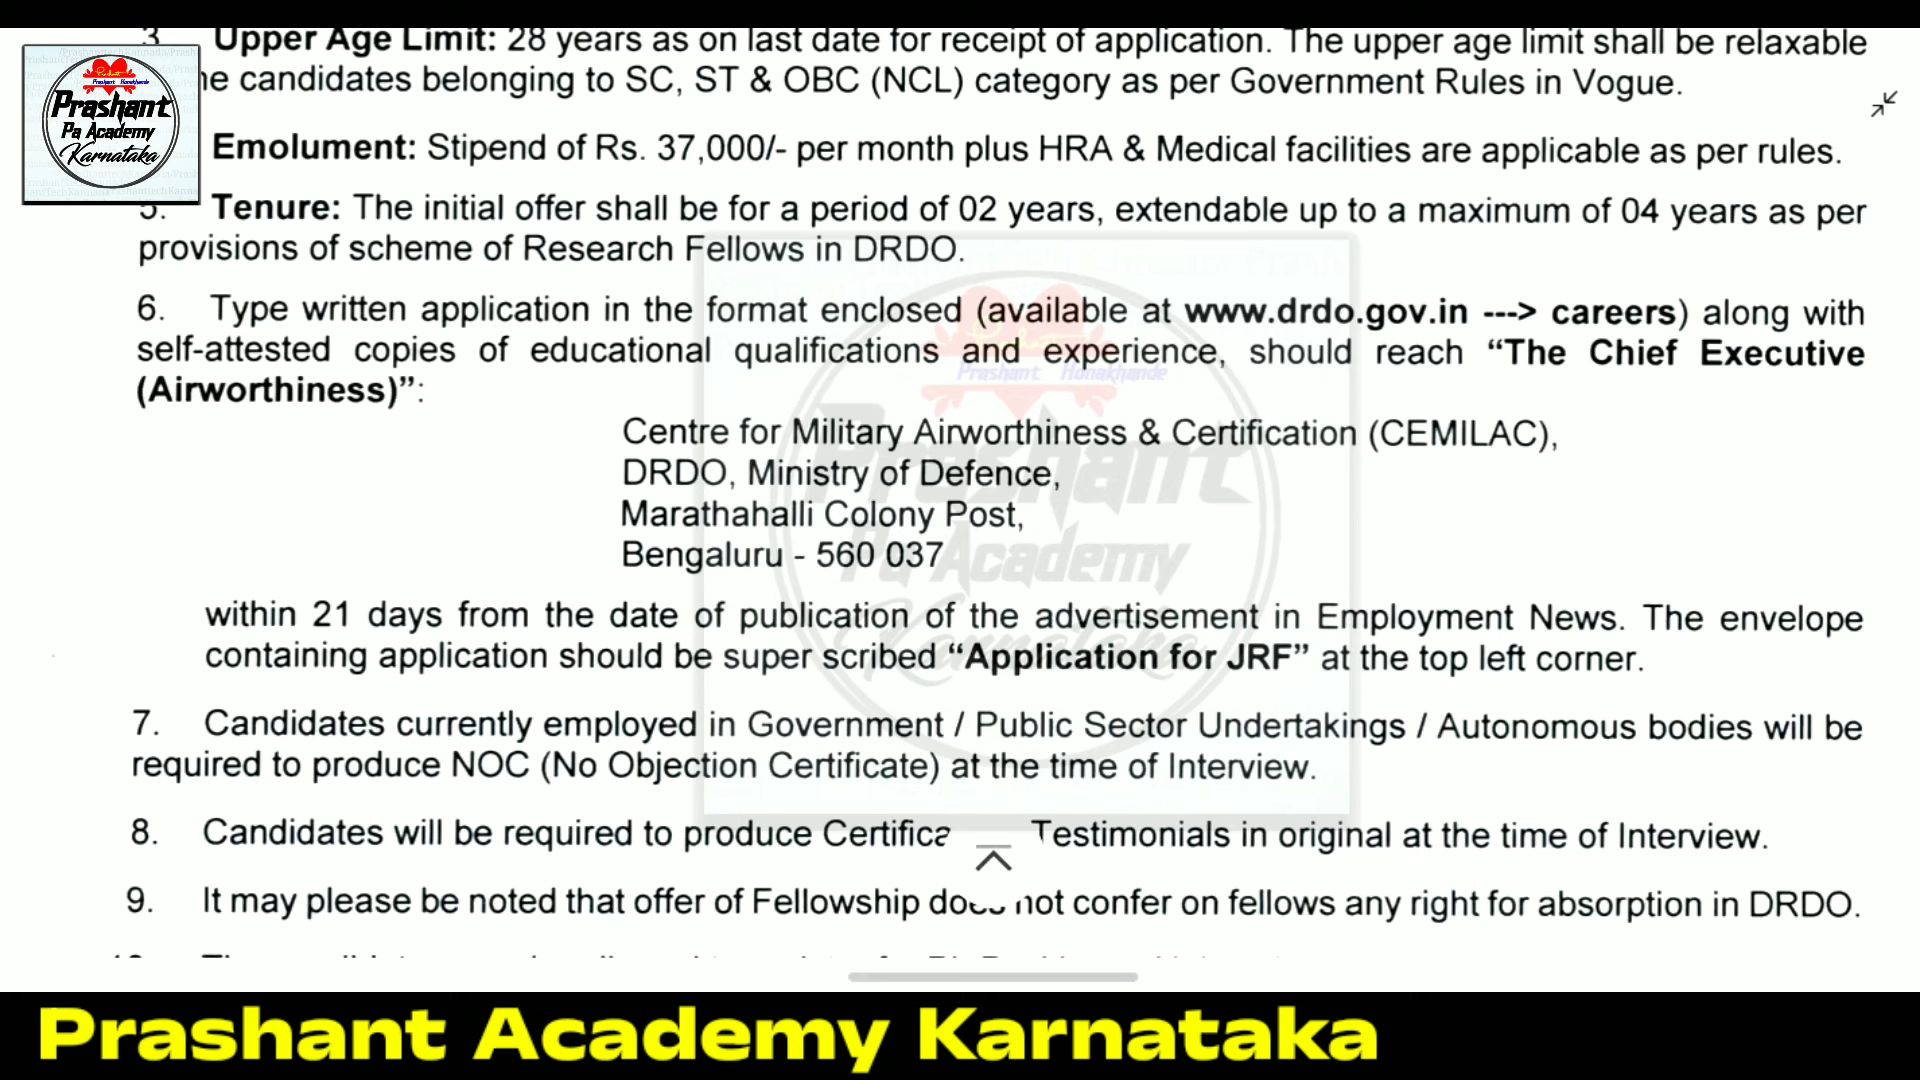 3. Upper Age Limit: 28 years as on last date for receipt of application. The upper age limit shall be relaxable
candidates belonging to SC, ST & OBC (NCL) category as per Government Rules in Vogue.
Prashant Honakhande
Prashant
Pa Academy
Karnataka
Emolument: Stipend of Rs. 37,000/- per month plus HRA & Medical facilities are applicable as per rules.
5. Tenure: The initial offer shall be for a period of 02 years, extendable up to a maximum of 04 years as per
provisions of scheme of Research Fellows in DRDO.
6. Type written application in the format enclosed (available at www.drdo.gov.in ---> careers) along with
self-attested copies of educational qualifications and experience, should reach “The Chief Executive
(Airworthiness)”:
Prashant Honakhande
Prashant
Pa Academy
Karnataka
Centre for Military Airworthiness & Certification (CEMILAC),
DRDO, Ministry of Defence,
Marathahalli Colony Post,
Bengaluru - 560 037
within 21 days from the date of publication of the advertisement in Employment News. The envelope
containing application should be super scribed “Application for JRF” at the top left corner.
7. Candidates currently employed in Government / Public Sector Undertakings / Autonomous bodies will be
required to produce NOC (No Objection Certificate) at the time of Interview.
8. Candidates will be required to produce Testimonials in original at the time of Interview.
9. It may please be noted that offer of Fellowship does not confer on fellows any right for absorption in DRDO.
Prashant Academy Karnataka